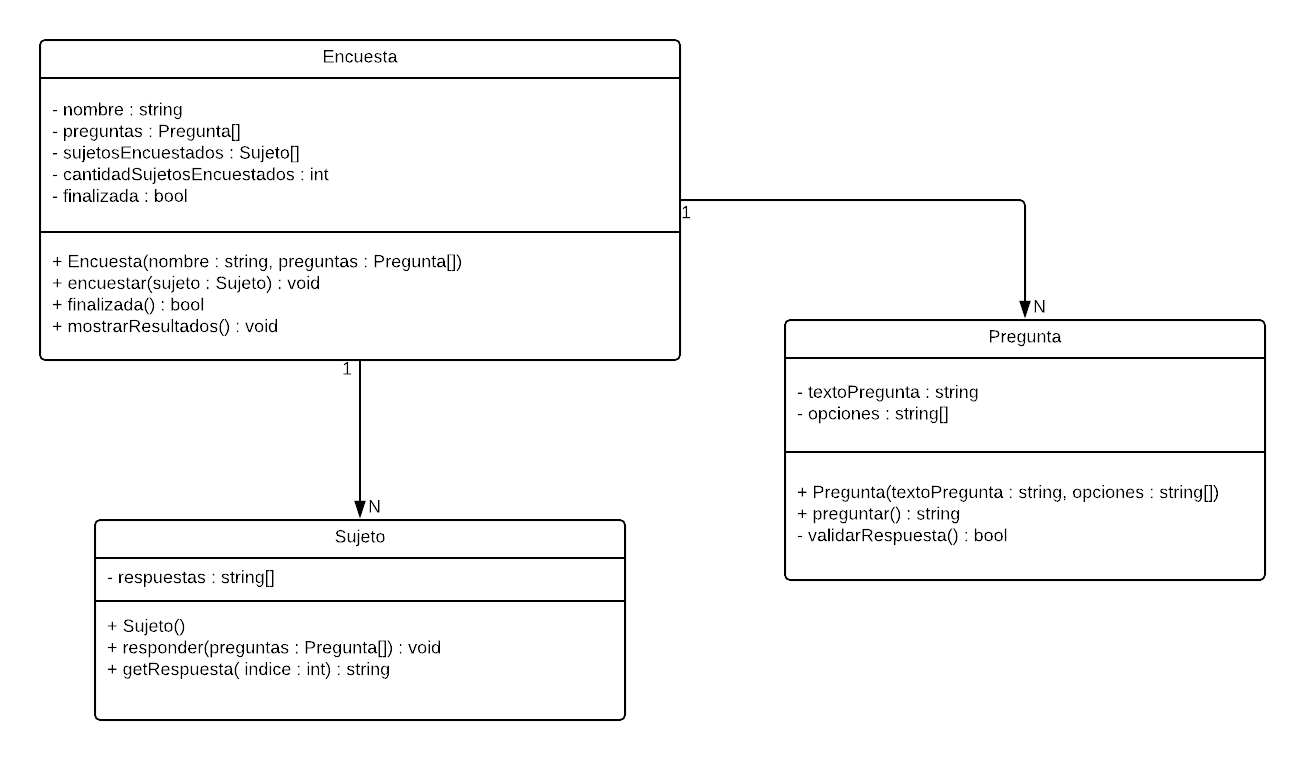 Encuesta
- nombre : string
- preguntas : Pregunta[]
- sujetosEncuestados : Sujeto[]
- cantidadSujetosEncuestados : int
- finalizada : bool
+ Encuesta(nombre : string, preguntas : Pregunta[])
+ encuestar(sujeto : Sujeto) : void
+ finalizada() : bool
+ mostrarResultados() : void
1
N
Pregunta
- textoPregunta : string
- opciones : string[]
+ Pregunta(textoPregunta : string, opciones : string[])
+ preguntar() : string
- validarRespuesta() : bool
1
N
Sujeto
- respuestas : string[]
+ Sujeto()
+ responder(preguntas : Pregunta[]) : void
+ getRespuesta( indice : int) : string